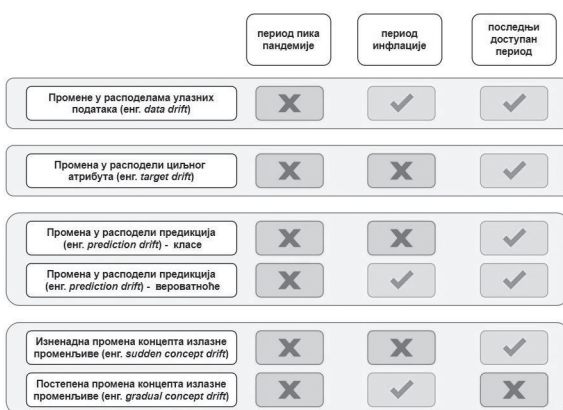 период пика
пандемије
период
инфлације
последњи
доступан
период
Промене у расподелама улазних
података (енг. data drift)
Промена у расподели циљног
атрибута (енг. target drift)
Промена у расподели предикција
(енг. prediction drift) - класе
Промена у расподели предикција
(енг. prediction drift) - вероватноће
Изненадна промена концепта излазне
променљиве (енг. sudden concept drift)
Постепена промена концепта излазне
променљиве (енг. gradual concept drift)